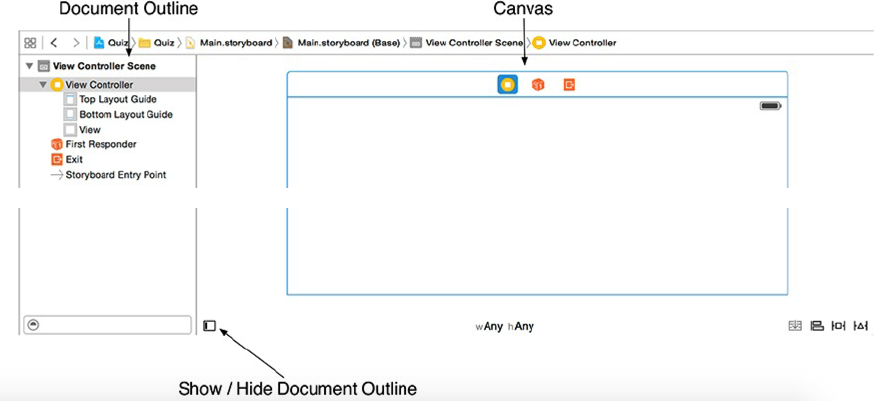 Document Outline
Canvas
Quiz Quiz Main.storyboard Main.storyboard (Base) View Controller Scene View Controller
View Controller Scene
View Controller
Top Layout Guide
Bottom Layout Guide
View
First Responder
Exit
Storyboard Entry Point
wAny hAny
Show / Hide Document Outline